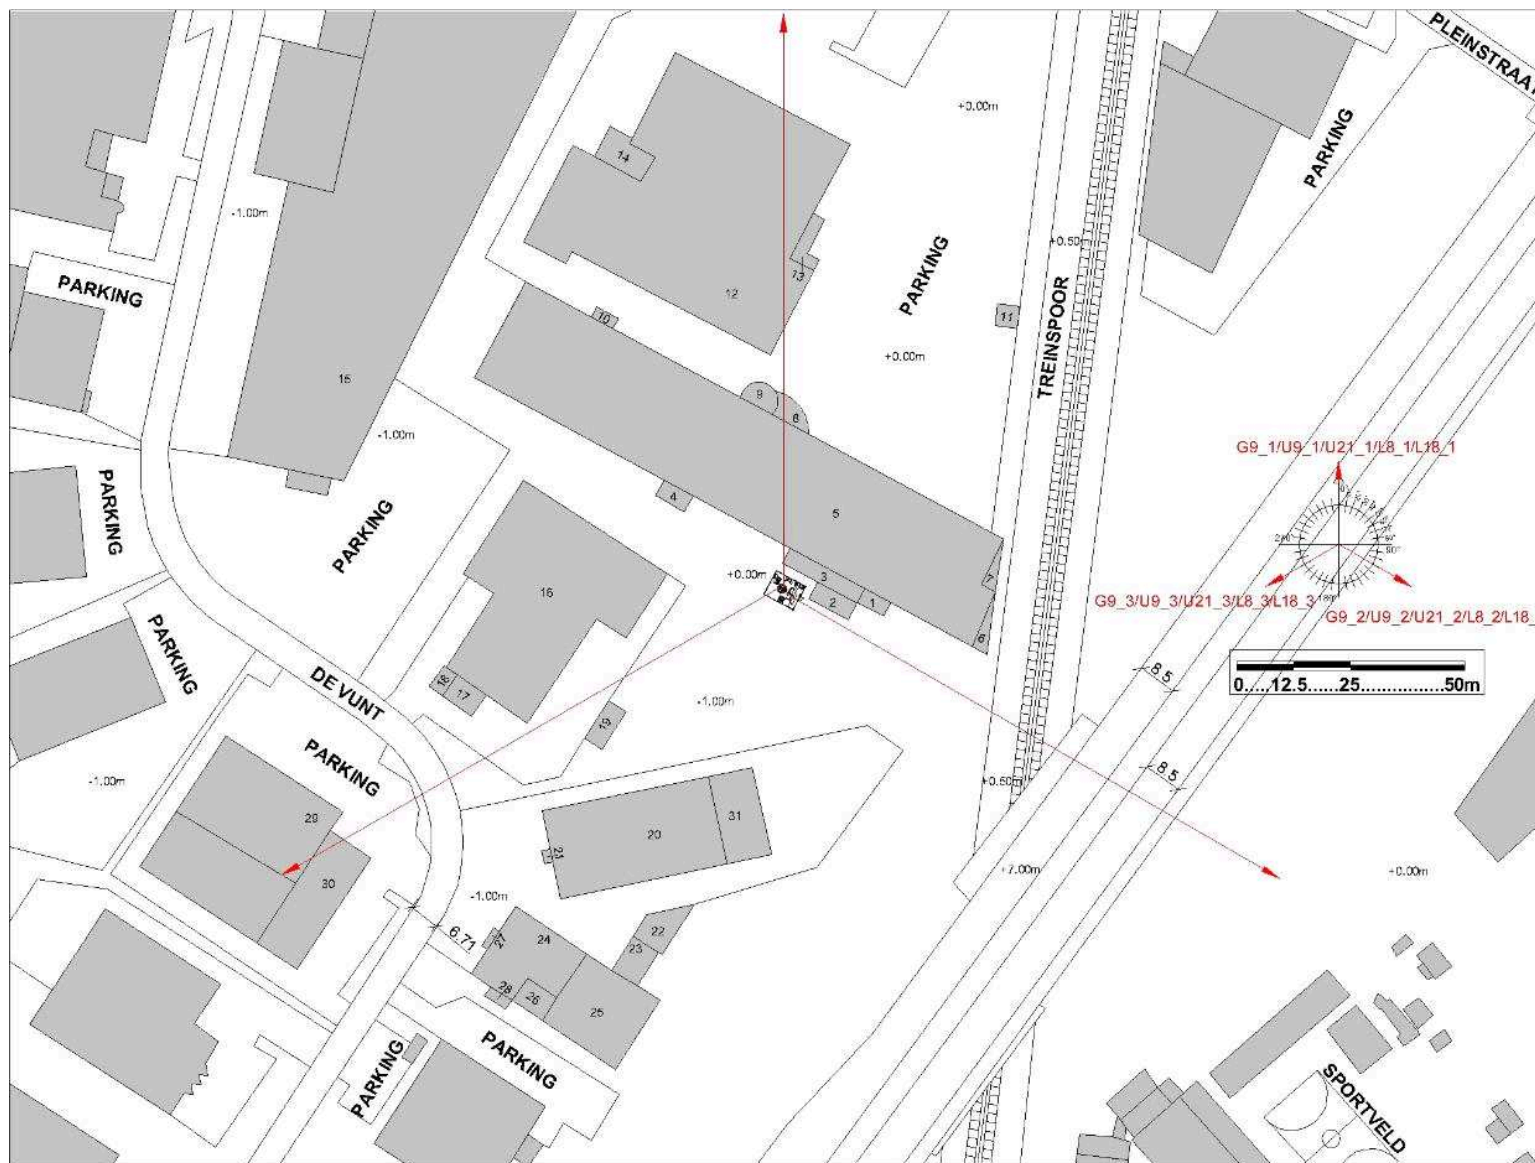 PLEINSTRAAT
+0.00m
PARKING
14
-1.00m
+0.50m
PARKING
13
PARKING
12
10
11
TREINSPOOR
+0.00m
15
9
8
-1.00m
G9_1/U9_1/U21_1/L8_1/L18_1
PARKING
4
5
PARKING
90°
180°
+0.00m
3
7
16
2
1
G9_3/U9_3/U21_3/L8_3/L18_3
G9_2/U9_2/U21_2/L8_2/L18_
PARKING
6
8.5
18
17
DE VUNT
-1.00m
0....12.5......25................50m
19
PARKING
-1.00m
8.5
+0.50m
29
20
31
21
30
+7.00m
+0.00m
-1.00m
6.71
27
24
22
23
28
26
25
PARKING
PARKING
SPORTVELD